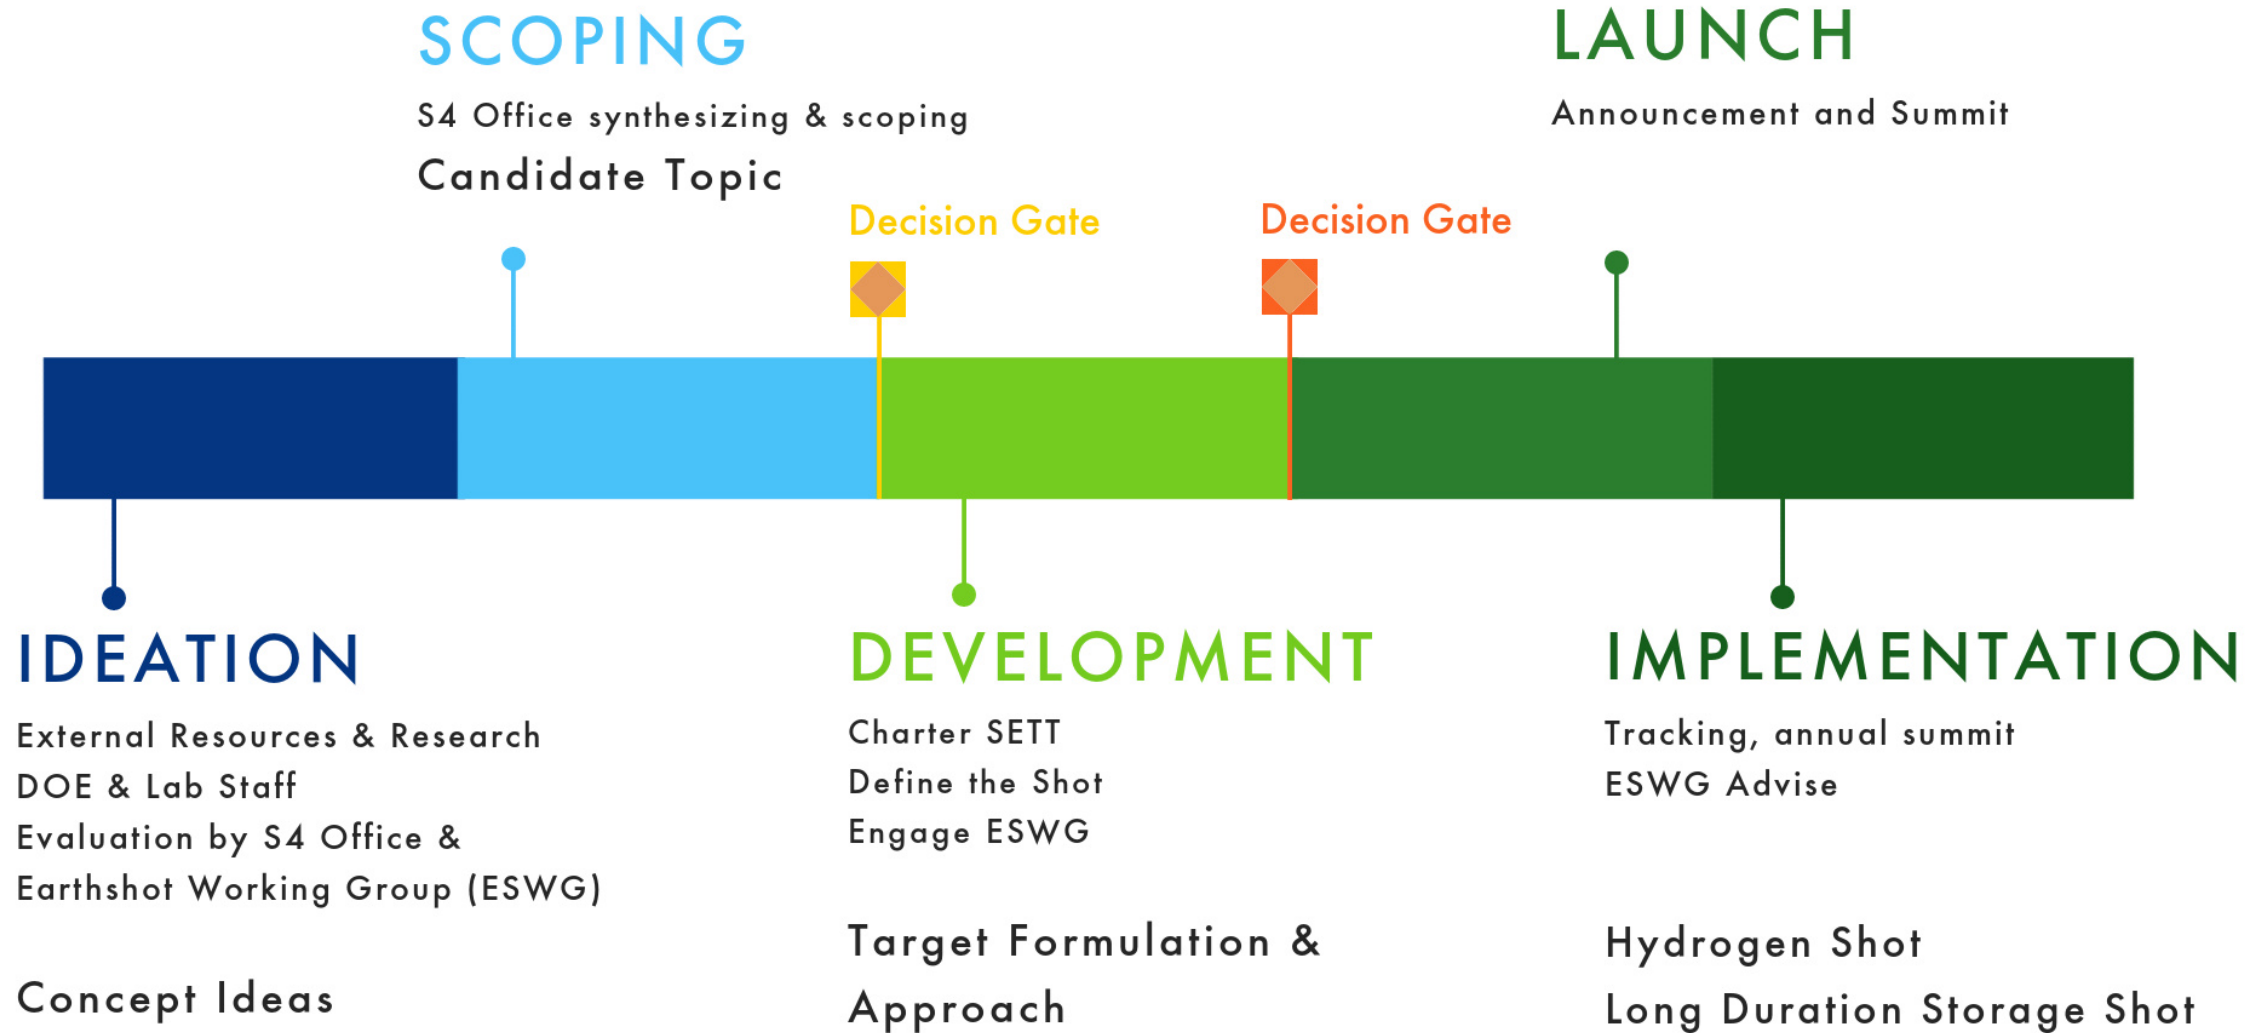 SCOPING
S4 Office synthesizing & scoping
Candidate Topic
LAUNCH
Announcement and Summit
Decision Gate
Decision Gate
IDEATION
External Resources & Research
DOE & Lab Staff
Evaluation by S4 Office &
Earthshot Working Group (ESWG)
Concept Ideas
DEVELOPMENT
Charter SETT
Define the Shot
Engage ESWG
Target Formulation &
Approach
IMPLEMENTATION
Tracking, annual summit
ESWG Advise
Hydrogen Shot
Long Duration Storage Shot